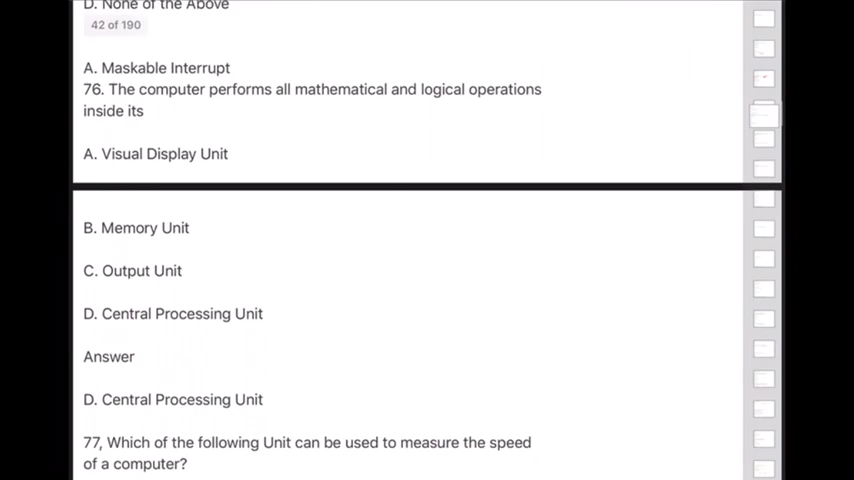 D. None of the Above
42 of 190
A. Maskable Interrupt
76. The computer performs all mathematical and logical operations
inside its
A. Visual Display Unit
B. Memory Unit
C. Output Unit
D. Central Processing Unit
Answer
D. Central Processing Unit
77, Which of the following Unit can be used to measure the speed
of a computer?